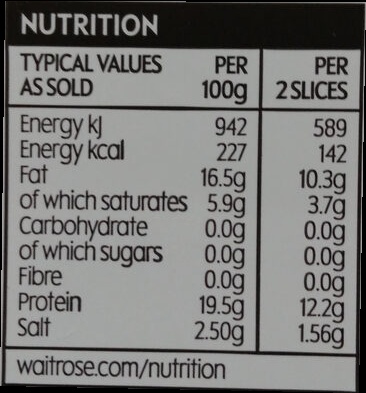 NUTRITION
TYPICAL VALUES AS SOLD PER 100g PER 2 SLICES
Energy kJ 942 589
Energy kcal 227 142
Fat 16.5g 10.3g
of which saturates 5.9g 3.7g
Carbohydrate 0.0g 0.0g
of which sugars 0.0g 0.0g
Fibre 0.0g 0.0g
Protein 19.5g 12.2g
Salt 2.50g 1.56g
waitrose.com/nutrition